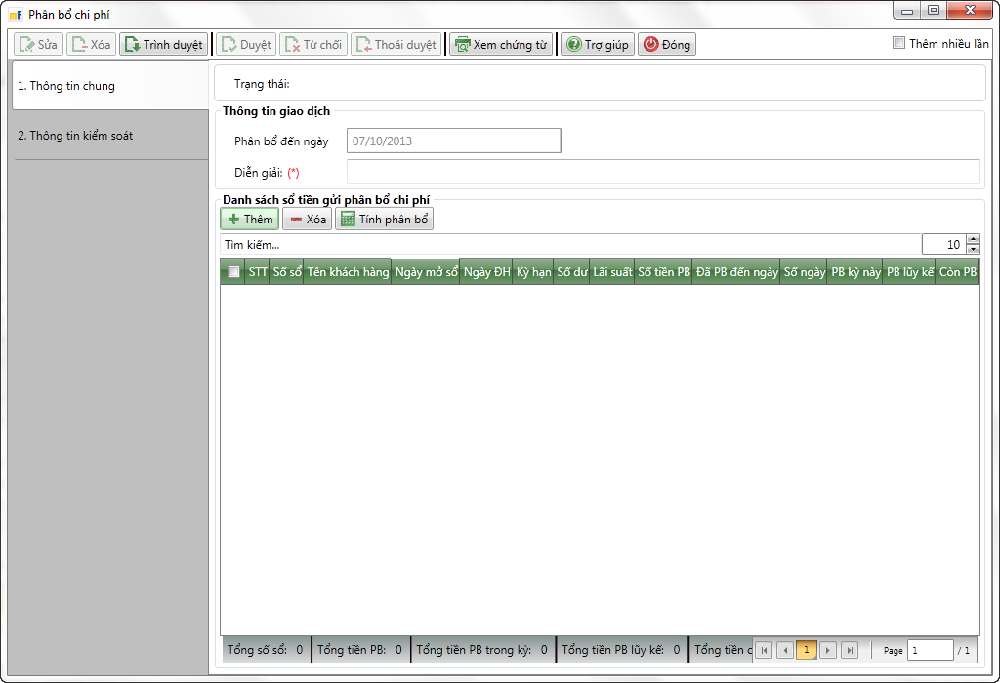 mF Phân bổ chi phí
Sửa Xóa Trình duyệt Duyệt Từ chối Thoái duyệt Xem chứng từ Trợ giúp Đóng Thêm nhiều lần
1. Thông tin chung
2. Thông tin kiểm soát
Trạng thái:
Thông tin giao dịch
Phân bổ đến ngày 07/10/2013
Diễn giải: (*)
Danh sách sổ tiền gửi phân bổ chi phí
Thêm Xóa Tính phân bổ
Tìm kiếm... 10
STT Số sổ Tên khách hàng Ngày mở sổ Ngày ĐH Kỳ hạn Số dư Lãi suất Số tiền PB Đã PB đến ngày Số ngày PB kỳ này PB lũy kế Còn PB
Tổng số sổ: 0 Tổng tiền PB: 0 Tổng tiền PB trong kỳ: 0 Tổng tiền PB lũy kế: 0 Tổng tiền c 1 Page 1 / 1